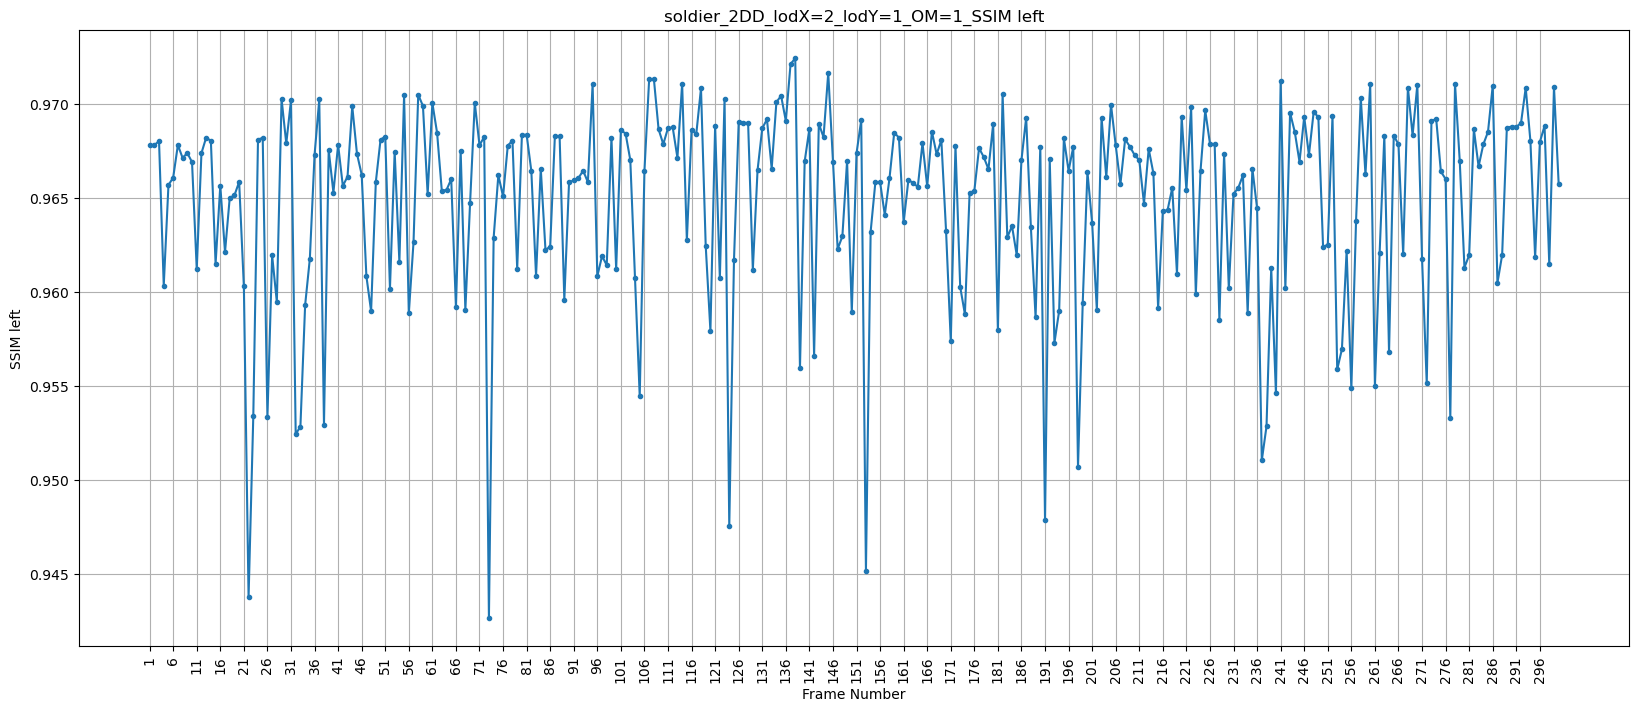 soldier_2DD_lodX=2_lodY=1_OM=1_SSIM left
SSIM left
0.970
0.965
0.960
0.955
0.950
0.945
1 6 11 16 21 26 31 36 41 46 51 56 61 66 71 76 81 86 91 96 101 106 111 116 121 126 131 136 141 146 151 156 161 166 171 176 181 186 191 196 201 206 211 216 221 226 231 236 241 246 251 256 261 266 271 276 281 286 291 296
Frame Number